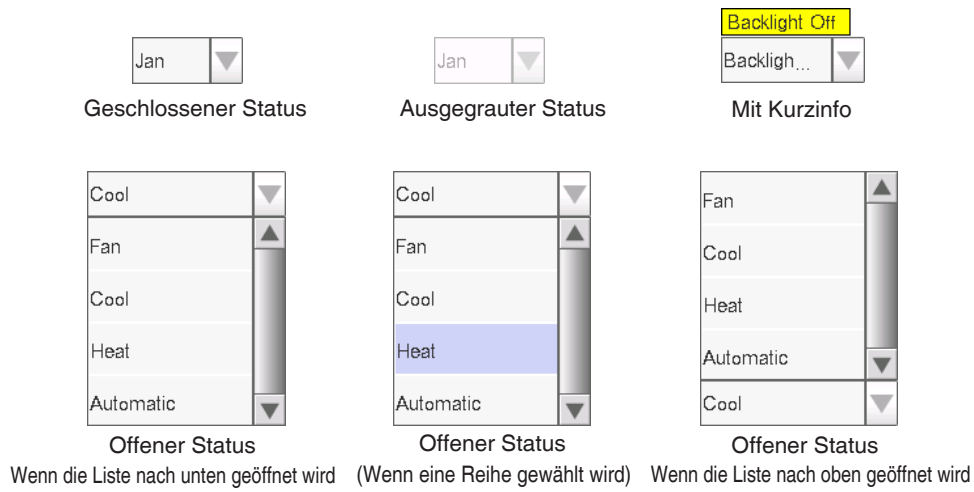 Jan
Geschlossener Status
Jan
Ausgegrauter Status
Backlight Off
Backligh...
Mit Kurzinfo
Cool
Fan
Cool
Heat
Automatic
Offener Status
Wenn die Liste nach unten geöffnet wird
Cool
Fan
Cool
Heat
Automatic
Offener Status
(Wenn eine Reihe gewählt wird)
Fan
Cool
Heat
Automatic
Cool
Offener Status
Wenn die Liste nach oben geöffnet wird